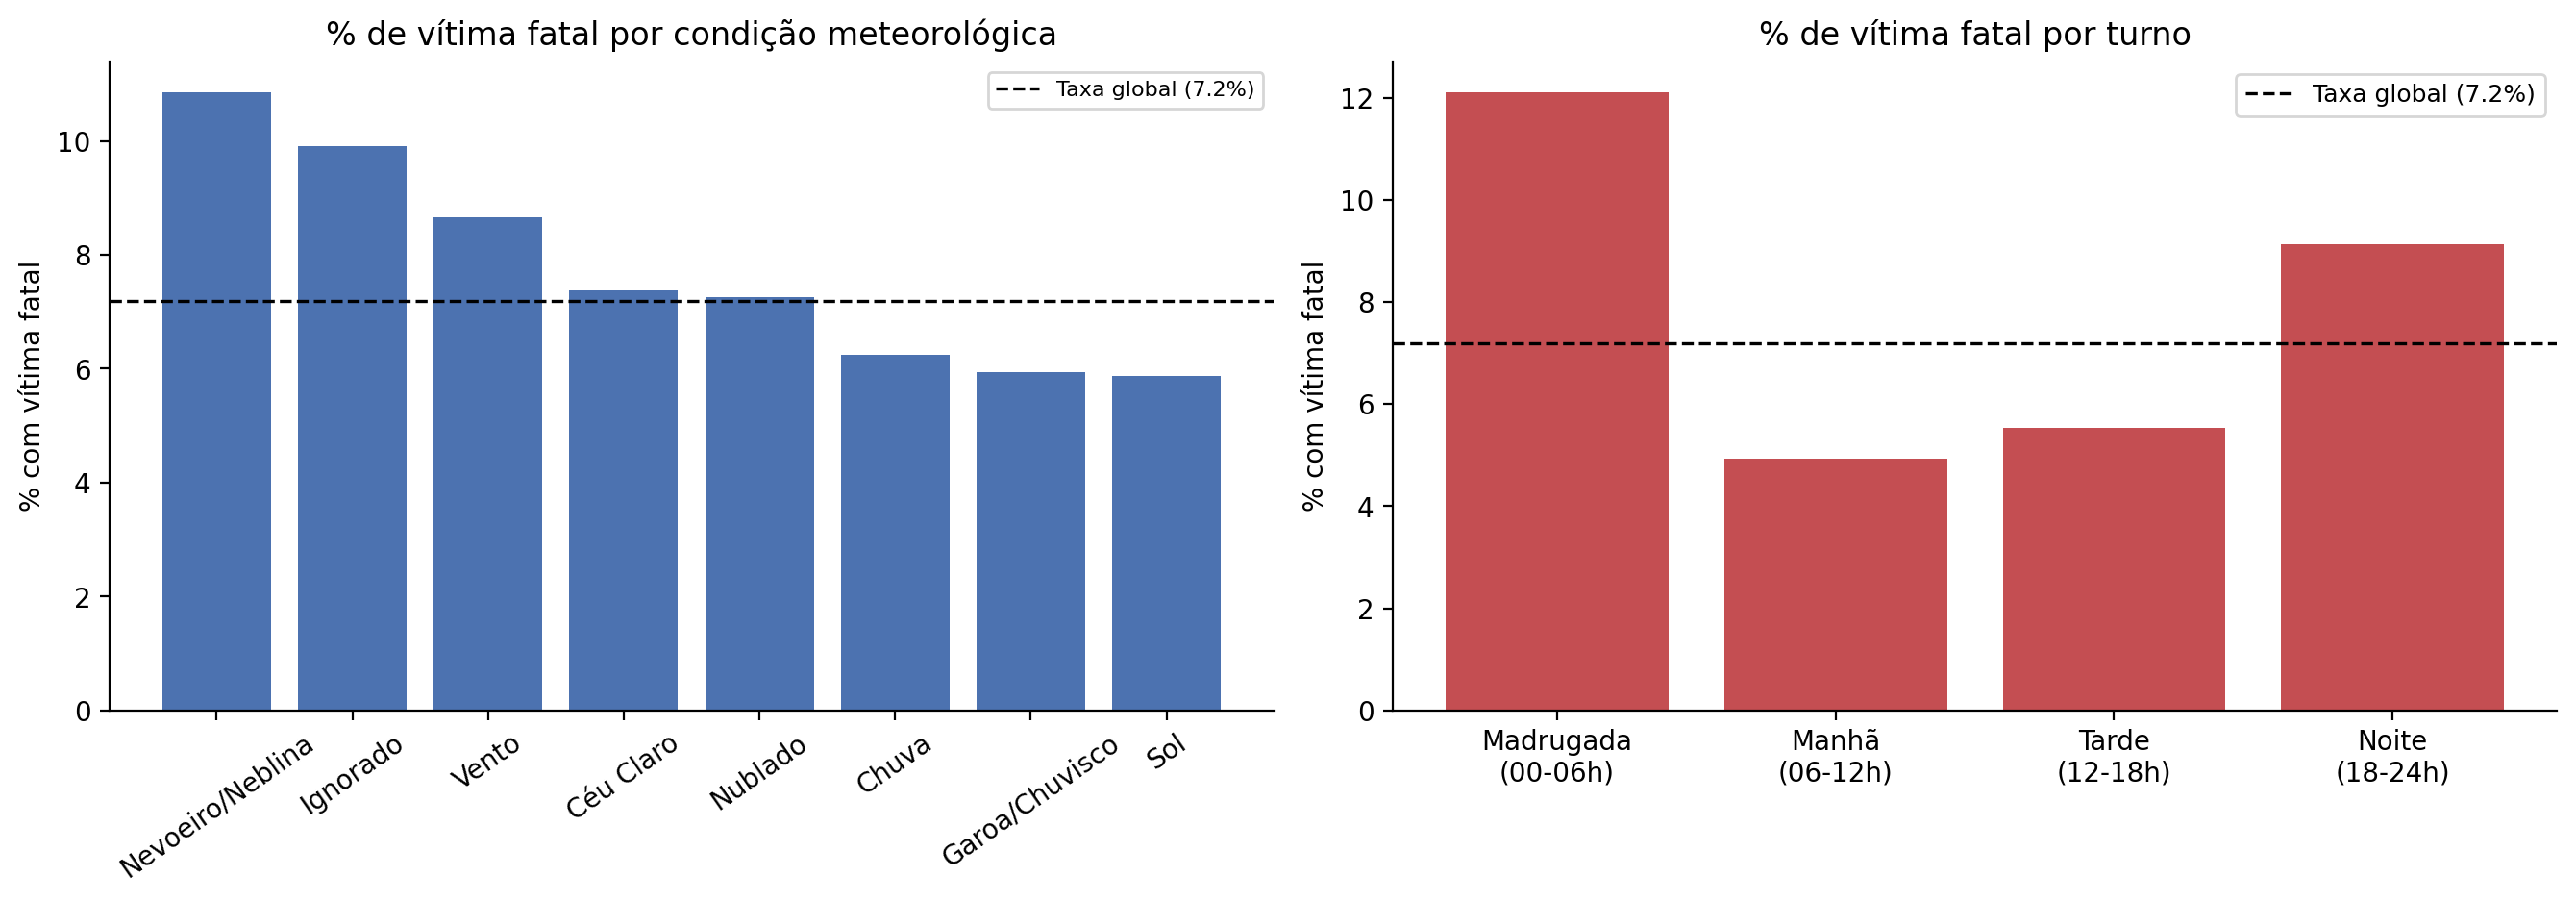 % de vítima fatal por condição meteorológica
Taxa global (7.2%)
% com vítima fatal
10
8
6
4
2
0
Nevoeiro/Neblina
Ignorado
Vento
Céu Claro
Nublado
Chuva
Garoa/Chuvisco
Sol
% de vítima fatal por turno
Taxa global (7.2%)
% com vítima fatal
12
10
8
6
4
2
0
Madrugada
(00-06h)
Manhã
(06-12h)
Tarde
(12-18h)
Noite
(18-24h)